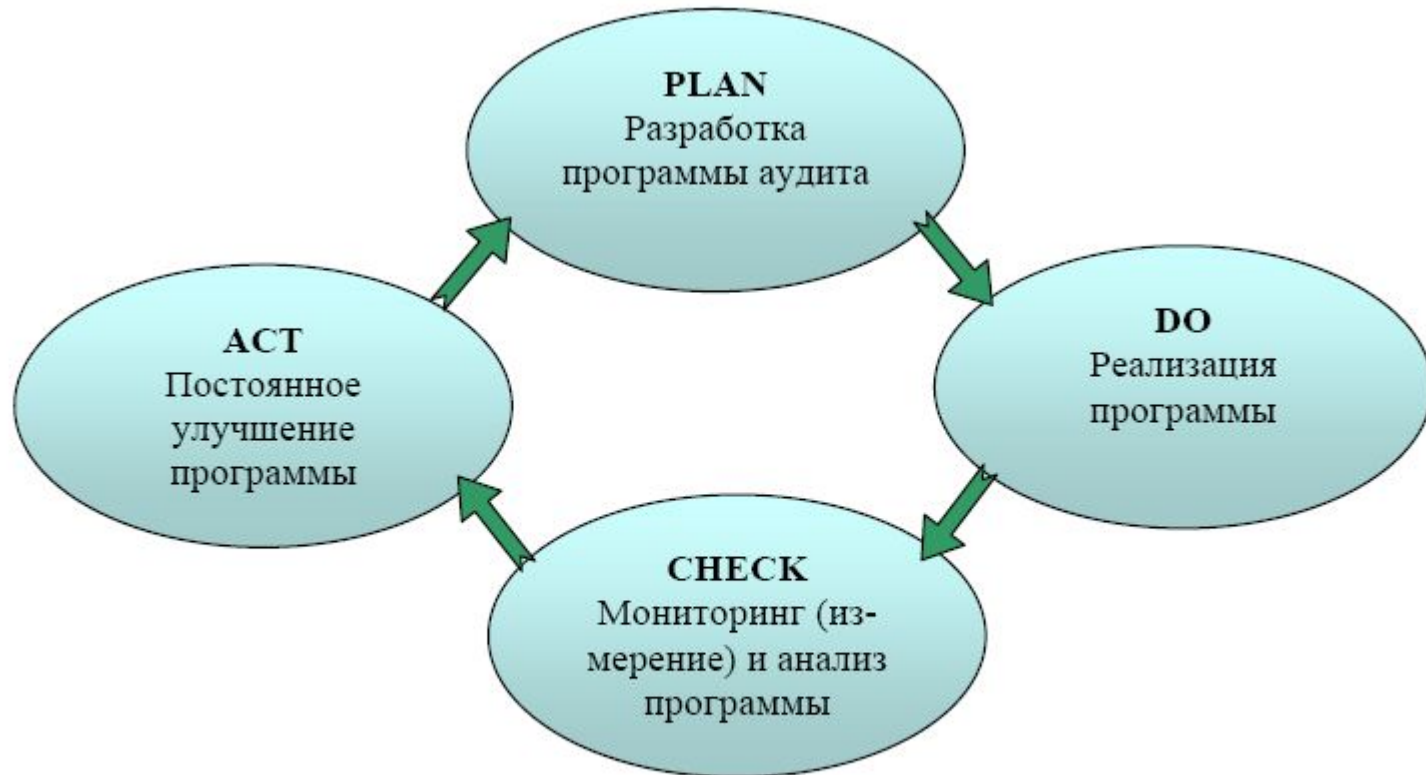 PLAN
Разработка
программы аудита
DO
Реализация
программы
ACT
Постоянное
улучшение
программы
CHECK
Мониторинг (из-
мерение) и анализ
программы